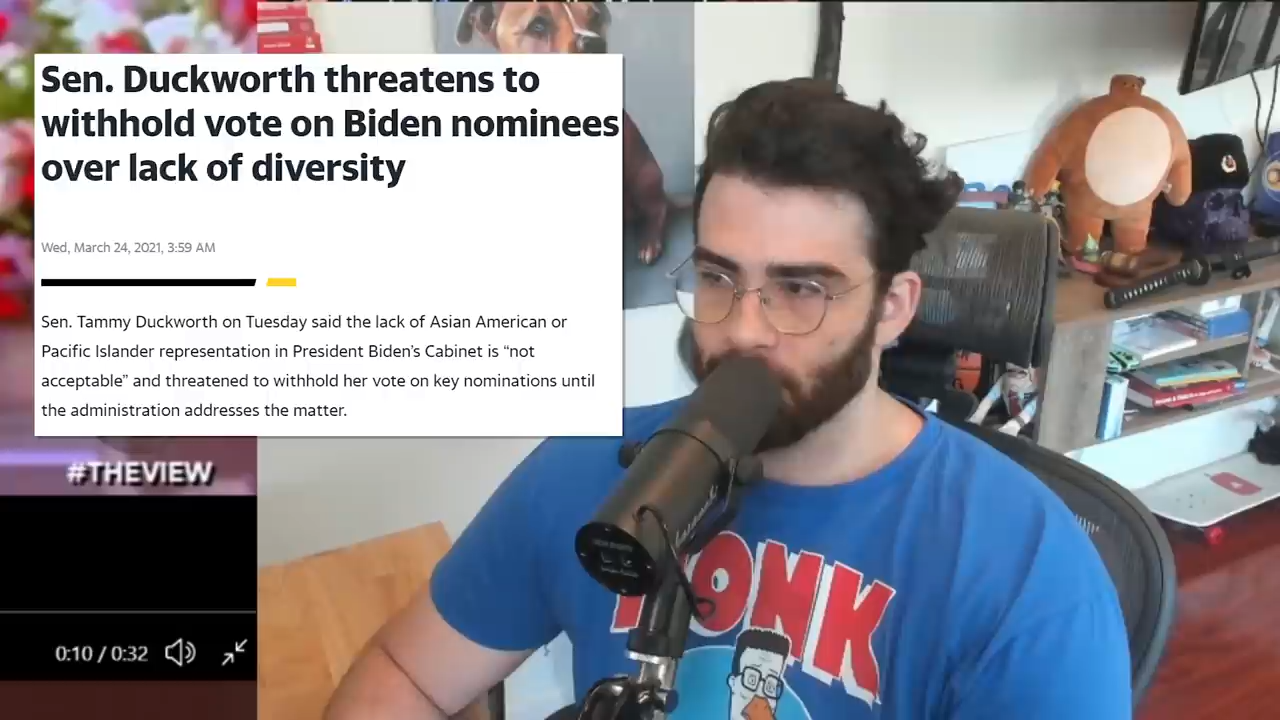 Sen. Duckworth threatens to
withhold vote on Biden nominees
over lack of diversity
Wed, March 24, 2021, 3:59 AM
Sen. Tammy Duckworth on Tuesday said the lack of Asian American or
Pacific Islander representation in President Biden’s Cabinet is “not
acceptable” and threatened to withhold her vote on key nominations until
the administration addresses the matter.
#THEVIEW
0:10 / 0:32